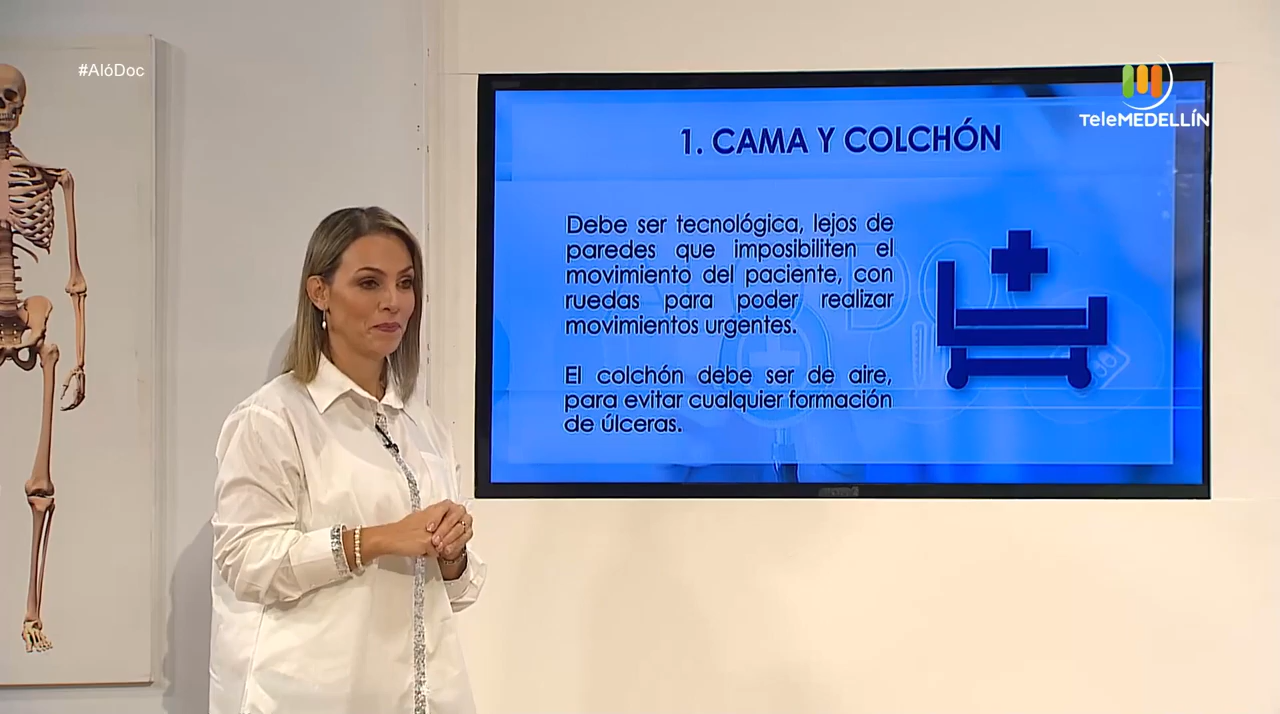 #AlóDoc
TeleMEDELLÍN
1. CAMA Y COLCHÓN
Debe ser tecnológica, lejos de
paredes que imposibiliten el
movimiento del paciente, con
ruedas para poder realizar
movimientos urgentes.
El colchón debe ser de aire,
para evitar cualquier formación
de úlceras.